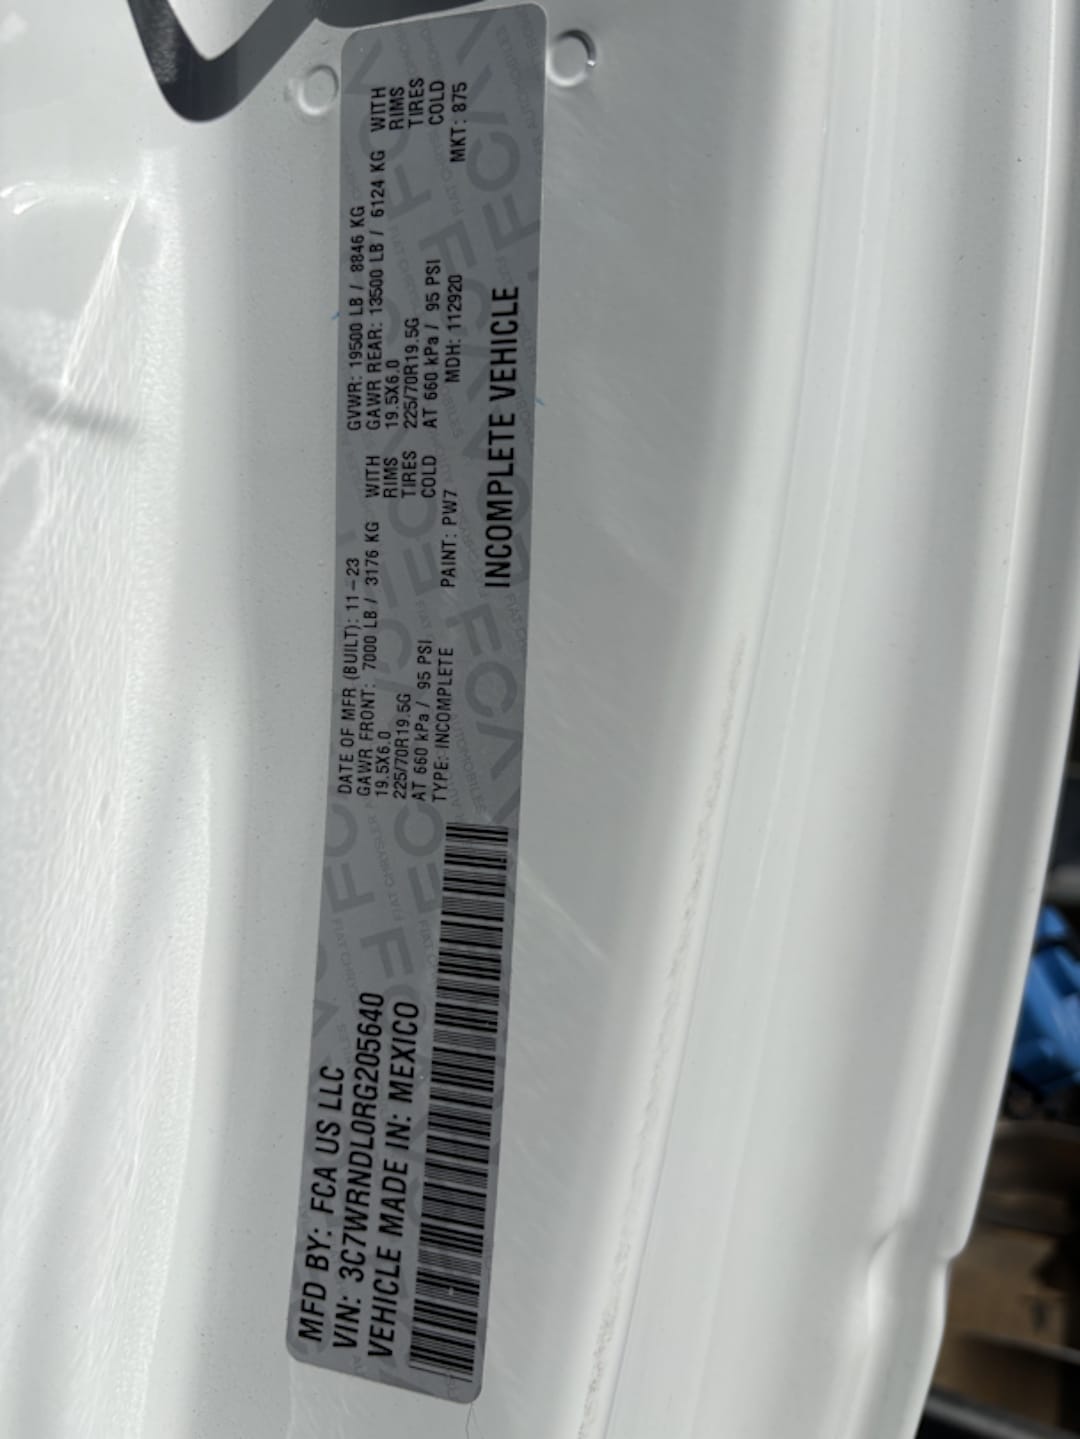 MFD BY: FCA US LLC
VIN: 3C7WRNDL0RG205640
VEHICLE MADE IN: MEXICO
DATE OF MFR (BUILT): 11-23
GAWR FRONT: 7000 LB / 3176 KG WITH
19.5X6.0 RIMS
225/70R19.5G TIRES
AT 660 kPa / 95 PSI COLD
TYPE: INCOMPLETE
GVWR: 19500 LB / 8846 KG
GAWR REAR: 13500 LB / 6124 KG WITH
19.5X6.0 RIMS
225/70R19.5G TIRES
AT 660 kPa / 95 PSI COLD
PAINT: PW7 MDH: 112920 MKT: 875
INCOMPLETE VEHICLE